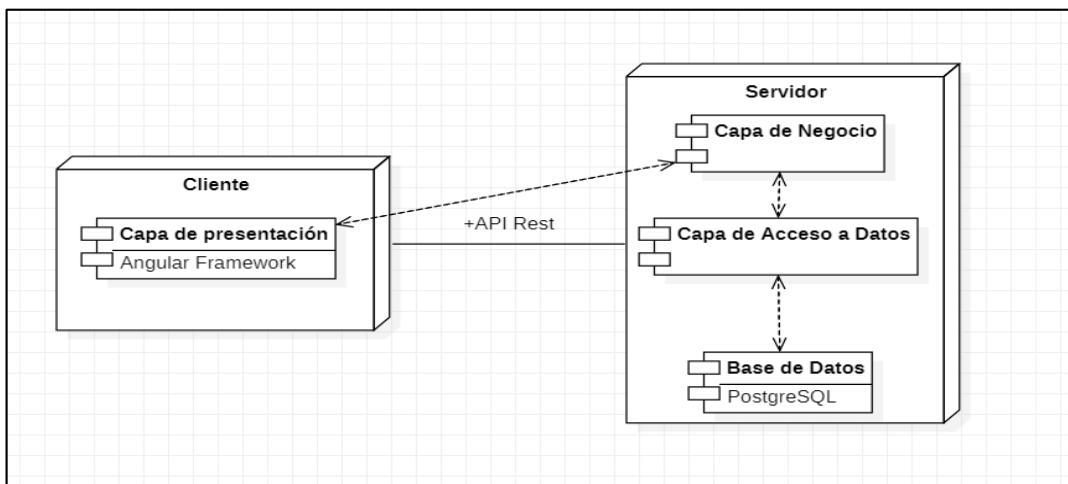 Servidor
Capa de Negocio
Cliente
Capa de presentación
Angular Framework
+API Rest
Capa de Acceso a Datos
Base de Datos
PostgreSQL